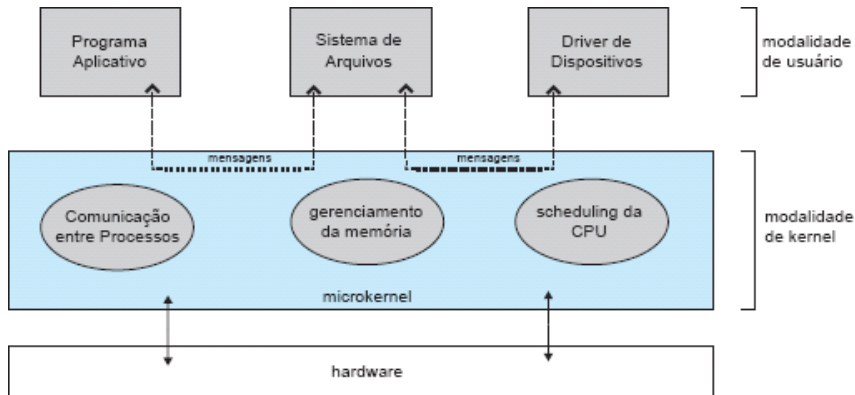 Programa
Aplicativo
Sistema de
Arquivos
Driver de
Dispositivos
modalidade
de usuário
mensagens
mensagens
Comunicação
entre Processos
gerenciamento
da memória
scheduling da
CPU
modalidade
de kernel
microkernel
hardware